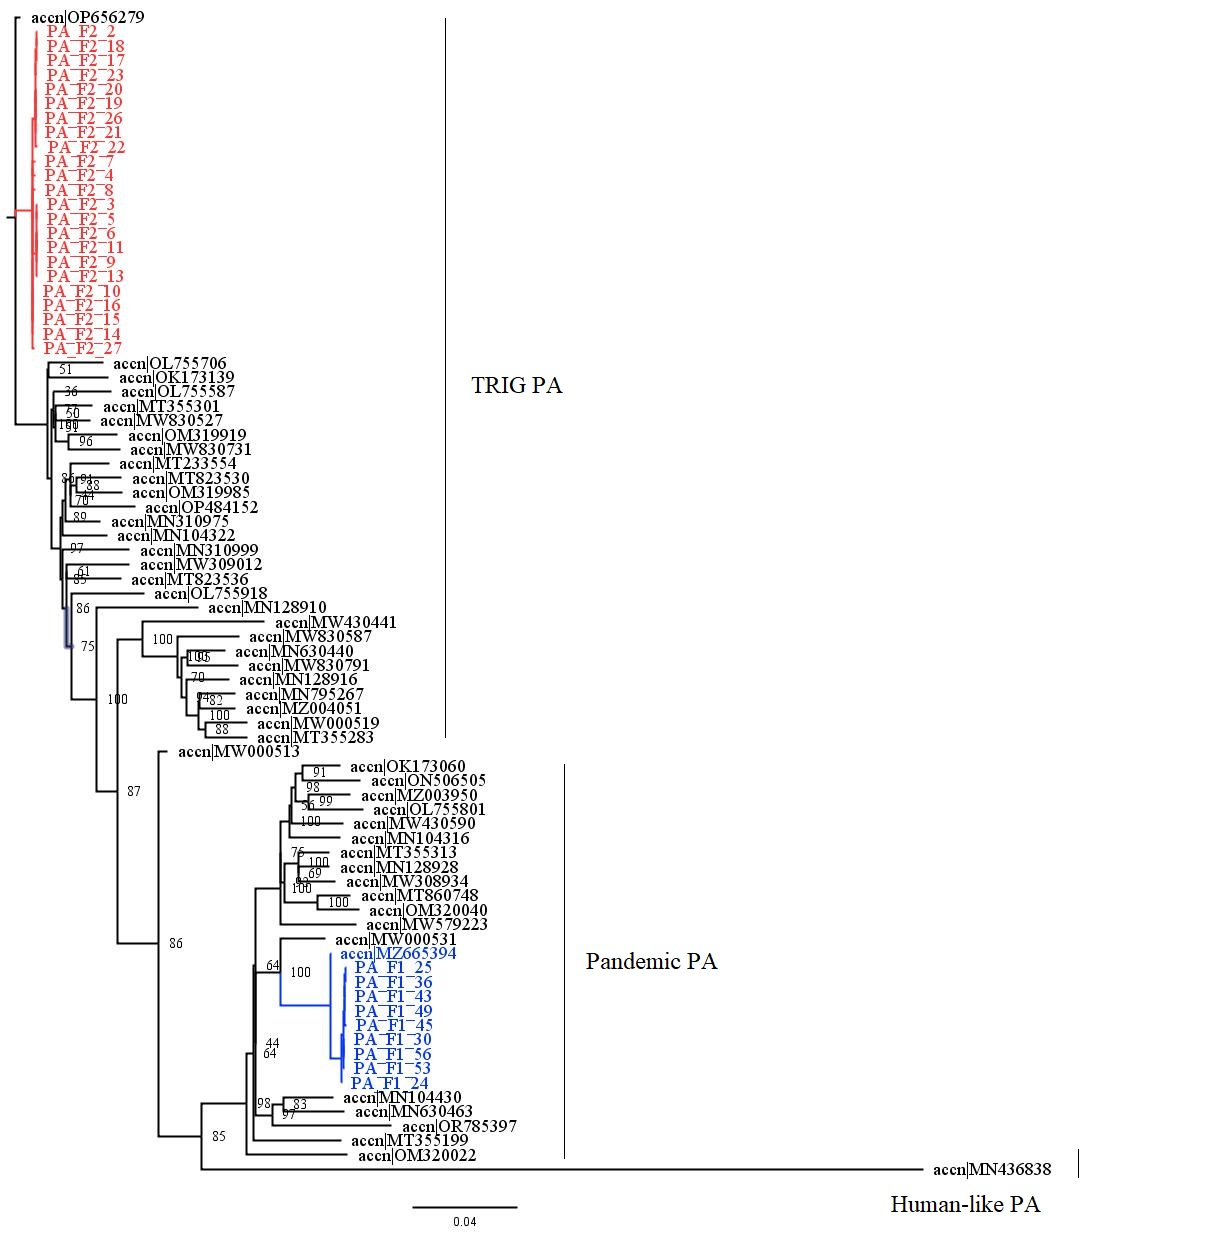 accn|OP656279
PA_F2_2
PA_F2_18
PA_F2_17
PA_F2_23
PA_F2_20
PA_F2_19
PA_F2_26
PA_F2_21
PA_F2_22
PA_F2_7
PA_F2_4
PA_F2_8
PA_F2_3
PA_F2_5
PA_F2_6
PA_F2_11
PA_F2_9
PA_F2_13
PA_F2_10
PA_F2_16
PA_F2_15
PA_F2_14
PA_F2_27
accn|OL755706
51
accn|OK173139
TRIG PA
36
accn|OL755587
accn|MT355301
50
accn|MW830527
accn|OM319919
96
accn|MW830731
accn|MT233554
accn|MT823530
88
accn|OM319985
44
70
accn|OP484152
89
accn|MN310975
accn|MN104322
97
accn|MN310999
accn|MW309012
61
85
accn|MT823536
accn|OL755918
86
accn|MN128910
accn|MW430441
100
accn|MW830587
75
accn|MN630440
accn|MW830791
70
accn|MN128916
accn|MN795267
94
82
100
accn|MZ004051
100
accn|MW000519
88
accn|MT355283
accn|MW000513
accn|OK173060
91
accn|ON506505
87
98
accn|MZ003950
56
99
accn|OL755801
100
accn|MW430590
accn|MN104316
75
accn|MT355313
100
accn|MN128928
69
accn|MW308934
100
accn|MT860748
100
accn|OM320040
accn|MW579223
86
accn|MW000531
accn|MZ665394
Pandemic PA
64
100
PA_F1_25
PA_F1_36
PA_F1_43
PA_F1_49
PA_F1_45
44
PA_F1_30
64
PA_F1_56
PA_F1_53
PA_F1_24
98
83
accn|MN104430
97
accn|MN630463
accn|OR785397
85
accn|MT355199
accn|OM320022
accn|MN436838
Human-like PA
0.04